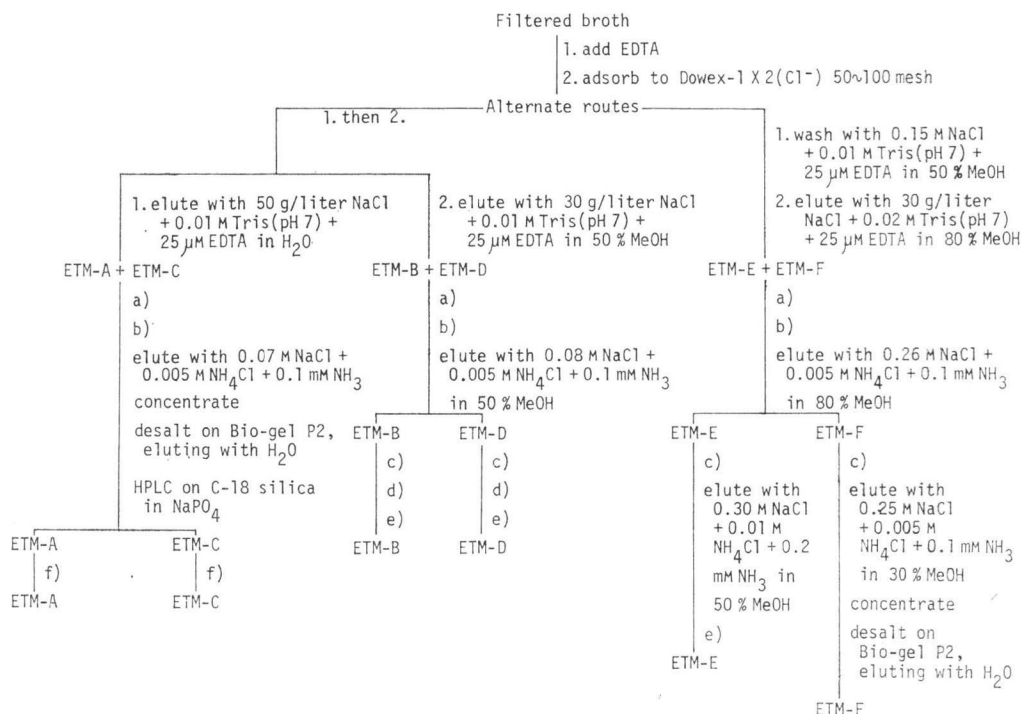 Filtered broth
1. add EDTA
2. adsorb to Dowex-1 X 2(Cl⁻) 50~100 mesh
Alternate routes
1. then 2.
1. elute with 50 g/liter NaCl
+ 0.01 M Tris(pH 7) +
25 µM EDTA in H₂O
ETM-A + ETM-C
a)
b)
elute with 0.07 M NaCl +
0.005 M NH₄Cl + 0.1 mM NH₃
concentrate
desalt on Bio-gel P2,
eluting with H₂O
HPLC on C-18 silica
in NaPO₄
ETM-A
ETM-C
f)
f)
ETM-A
ETM-C
2. elute with 30 g/liter NaCl
+ 0.01 M Tris(pH 7) +
25 µM EDTA in 50 % MeOH
ETM-B + ETM-D
a)
b)
elute with 0.08 M NaCl +
0.005 M NH₄Cl + 0.1 mM NH₃
in 50 % MeOH
ETM-B
ETM-D
c)
c)
d)
d)
e)
e)
ETM-B
ETM-D
1. wash with 0.15 M NaCl
+ 0.01 M Tris(pH 7) +
25 µM EDTA in 50 % MeOH
2. elute with 30 g/liter
NaCl + 0.02 M Tris(pH 7)
+ 25 µM EDTA in 80 % MeOH
ETM-E + ETM-F
a)
b)
elute with 0.26 M NaCl +
0.005 M NH₄Cl + 0.1 mM NH₃
in 80 % MeOH
ETM-E
ETM-F
c)
elute with
0.30 M NaCl
+ 0.01 M
NH₄Cl + 0.2
mM NH₃ in
50 % MeOH
e)
ETM-E
c)
elute with
0.25 M NaCl
+ 0.005 M
NH₄Cl + 0.1 mM NH₃
in 30 % MeOH
concentrate
desalt on
Bio-gel P2,
eluting with H₂O
ETM-F